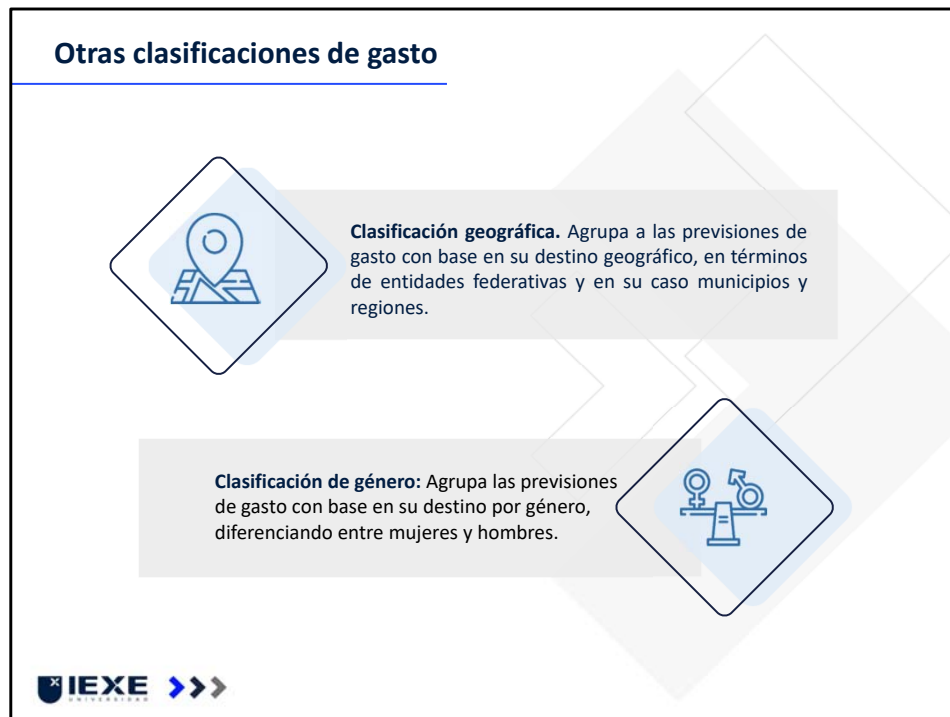 Otras clasificaciones de gasto
Clasificación geográfica. Agrupa a las previsiones de
gasto con base en su destino geográfico, en términos
de entidades federativas y en su caso municipios y
regiones.
Clasificación de género: Agrupa las previsiones
de gasto con base en su destino por género,
diferenciando entre mujeres y hombres.
IEXE
UNIVERSIDAD